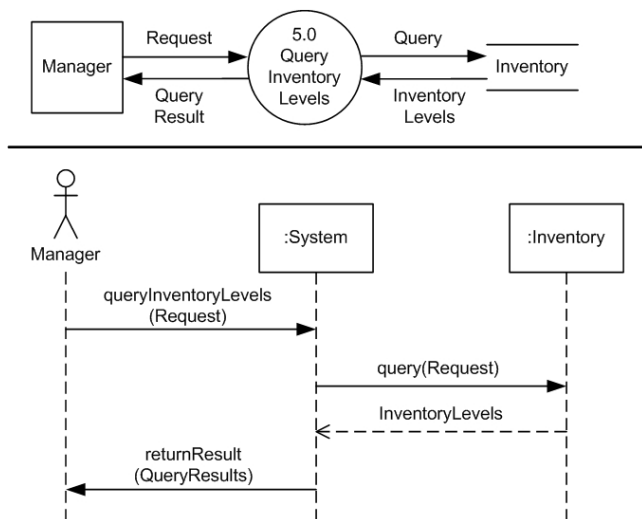 Manager
Request
Query
Result
5.0
Query
Inventory
Levels
Query
Inventory
Levels
Inventory
Manager
:System
:Inventory
queryInventoryLevels
(Request)
query(Request)
InventoryLevels
returnResult
(QueryResults)